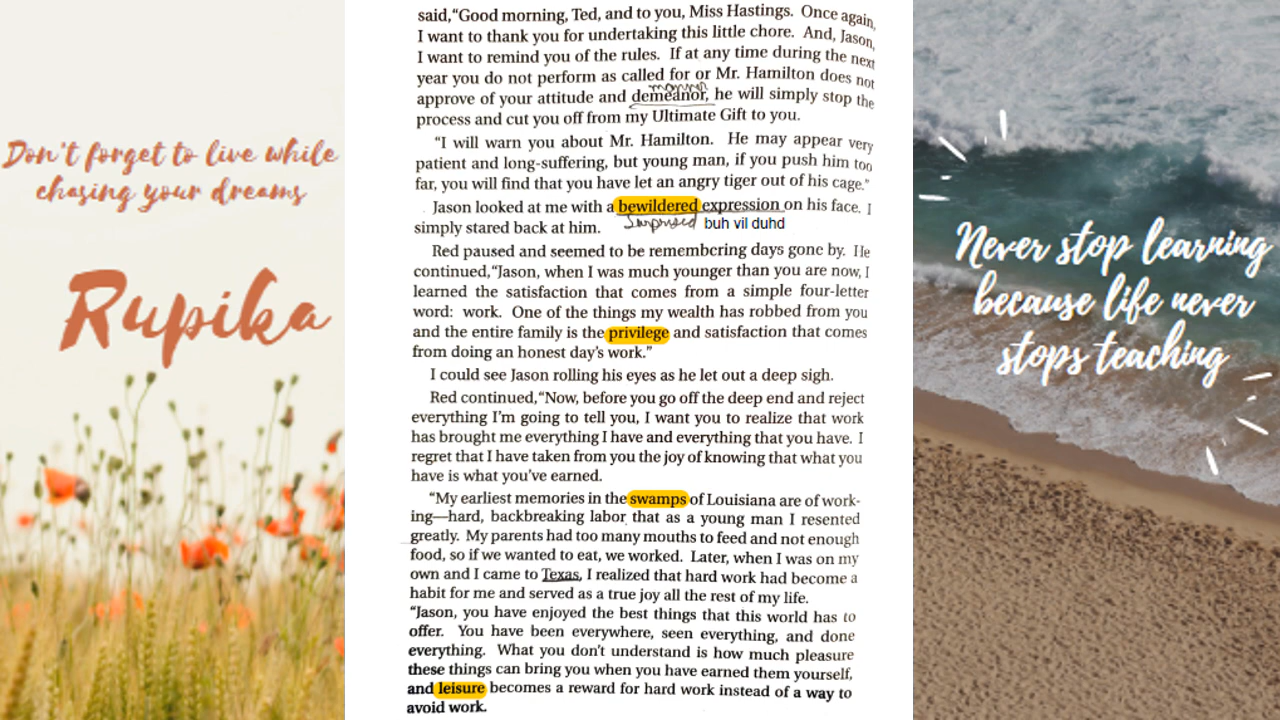 Don't forget to live while
chasing your dreams
Rupika
said, “Good morning, Ted, and to you, Miss Hastings. Once again,
I want to thank you for undertaking this little chore. And, Jason,
I want to remind you of the rules. If at any time during the next
year you do not perform as called for or Mr. Hamilton does not
manner
approve of your attitude and demeanor, he will simply stop the
process and cut you off from my Ultimate Gift to you.
“I will warn you about Mr. Hamilton. He may appear very
patient and long-suffering, but young man, if you push him too
far, you will find that you have let an angry tiger out of his cage.”
Jason looked at me with a bewildered expression on his face. I
simply stared back at him.
Surprised buh vil duhd
Red paused and seemed to be remembering days gone by. He
continued, “Jason, when I was much younger than you are now, I
learned the satisfaction that comes from a simple four-letter
word: work. One of the things my wealth has robbed from you
and the entire family is the privilege and satisfaction that comes
from doing an honest day’s work.”
I could see Jason rolling his eyes as he let out a deep sigh.
Red continued, “Now, before you go off the deep end and reject
everything I’m going to tell you, I want you to realize that work
has brought me everything I have and everything that you have. I
regret that I have taken from you the joy of knowing that what you
have is what you’ve earned.
“My earliest memories in the swamps of Louisiana are of work-
ing—hard, backbreaking labor that as a young man I resented
greatly. My parents had too many mouths to feed and not enough
food, so if we wanted to eat, we worked. Later, when I was on my
own and I came to Texas, I realized that hard work had become a
habit for me and served as a true joy all the rest of my life.
“Jason, you have enjoyed the best things that this world has to
offer. You have been everywhere, seen everything, and done
everything. What you don’t understand is how much pleasure
these things can bring you when you have earned them yourself,
and leisure becomes a reward for hard work instead of a way to
avoid work.
Never stop learning
because life never
stops teaching